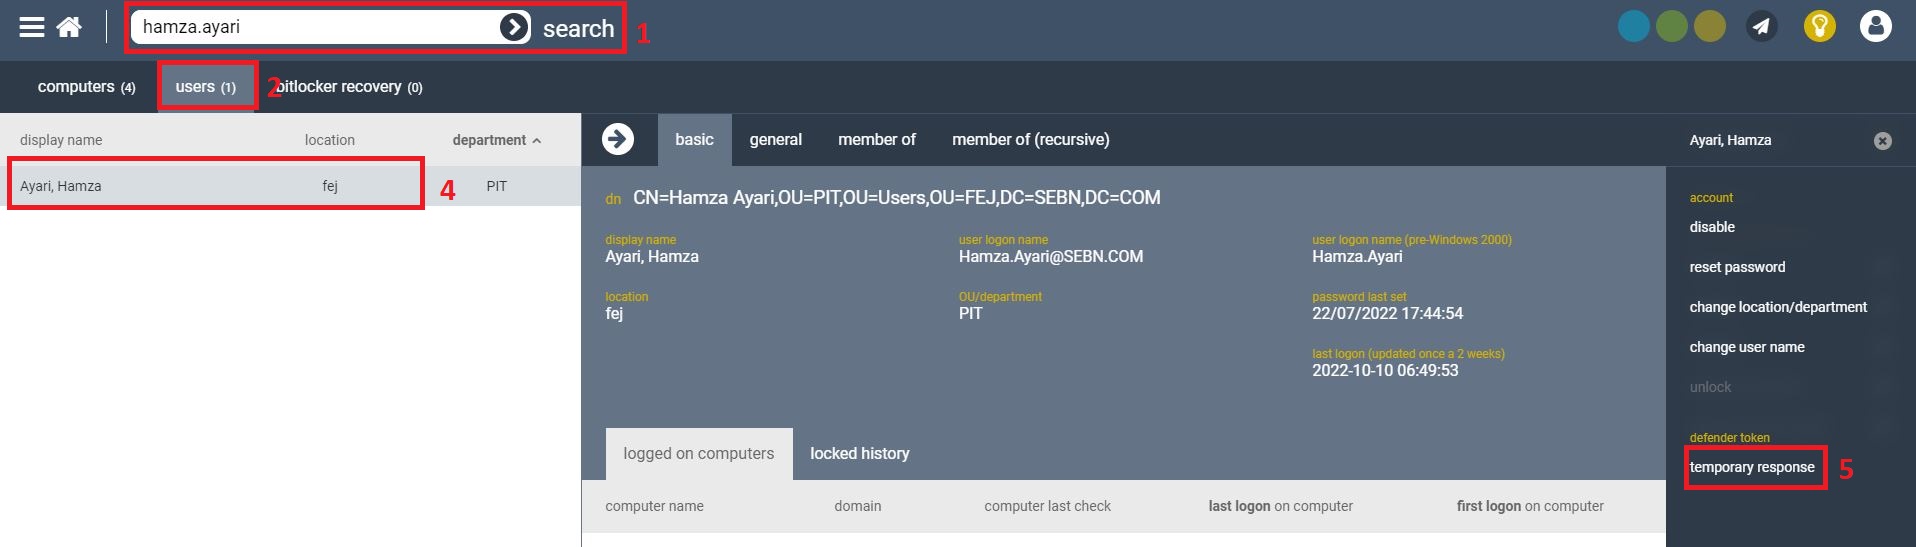 hamza.ayari search 1
computers (4) users (1) 2 bitlocker recovery (0)
display name location department
Ayari, Hamza fej 4 PIT
basic general member of member of (recursive)
dn CN=Hamza Ayari,OU=PIT,OU=Users,OU=FEJ,DC=SEBN,DC=COM
display name user logon name user logon name (pre-Windows 2000)
Ayari, Hamza Hamza.Ayari@SEBN.COM Hamza.Ayari
location OU/department password last set
fej PIT 22/07/2022 17:44:54
last logon (updated once a 2 weeks)
2022-10-10 06:49:53
logged on computers locked history
computer name domain computer last check last logon on computer first logon on computer
Ayari, Hamza
account
disable
reset password
change location/department
change user name
unlock
defender token
temporary response 5